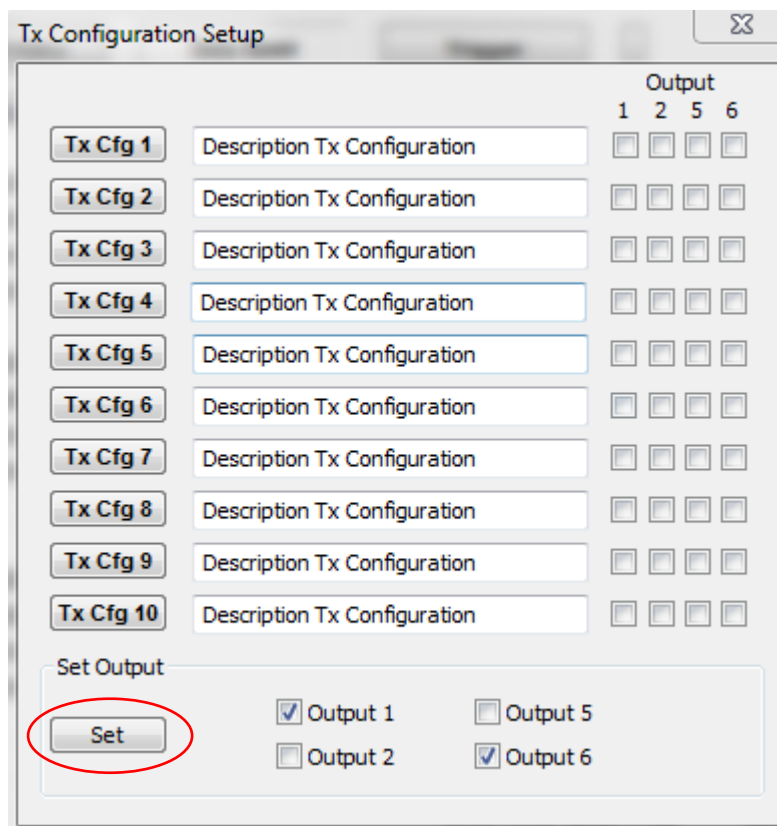 Tx Configuration Setup
Output
1 2 5 6
Tx Cfg 1 Description Tx Configuration
Tx Cfg 2 Description Tx Configuration
Tx Cfg 3 Description Tx Configuration
Tx Cfg 4 Description Tx Configuration
Tx Cfg 5 Description Tx Configuration
Tx Cfg 6 Description Tx Configuration
Tx Cfg 7 Description Tx Configuration
Tx Cfg 8 Description Tx Configuration
Tx Cfg 9 Description Tx Configuration
Tx Cfg 10 Description Tx Configuration
Set Output
Output 1 Output 5
Set
Output 2 Output 6